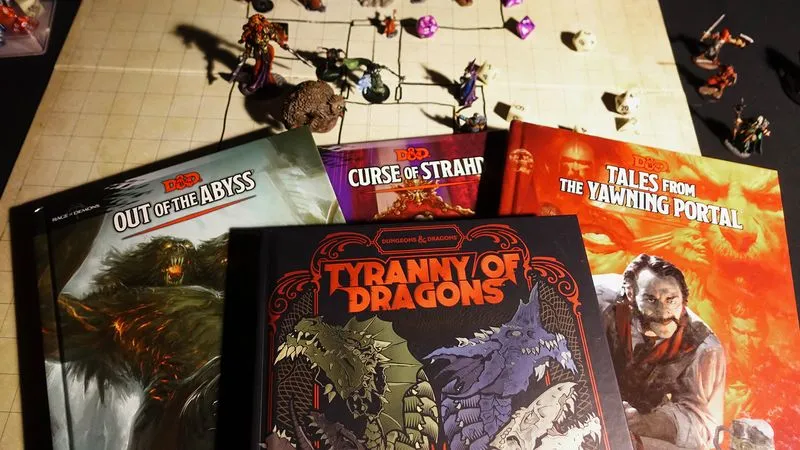 RAGE OF DEMONS
D&D
OUT OF THE ABYSS
D&D
CURSE OF STRAHD
D&D
TALES FROM
THE YAWNING PORTAL
DUNGEONS & DRAGONS
TYRANNY OF
DRAGONS
20